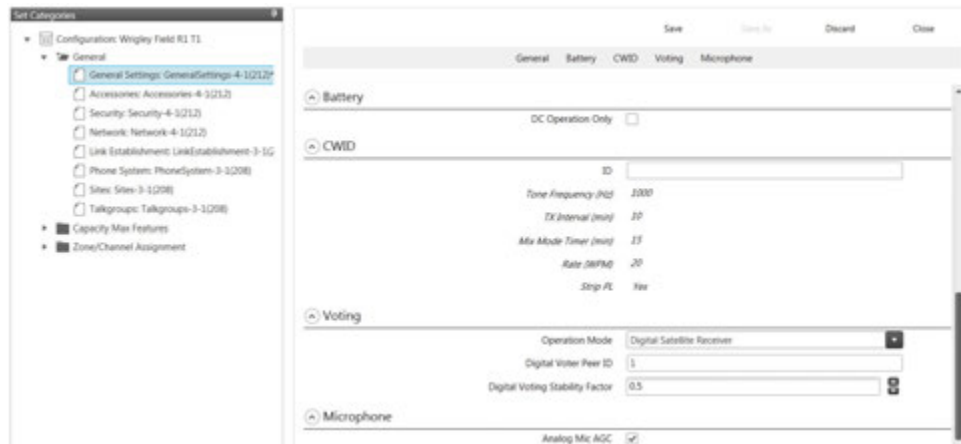 Set Categories
Configuration: Wrigley Field R1 T1
General
General Settings: GeneralSettings-4-1(212)*
Accessories: Accessories-4-1(212)
Security: Security-4-1(212)
Network: Network-4-1(212)
Link Establishment: LinkEstablishment-3-1(2
Phone System: PhoneSystem-3-1(208)
Sites: Sites-3-1(208)
Talkgroups: Talkgroups-3-1(208)
Capacity Max Features
Zone/Channel Assignment
Save Save As Discard Close
General Battery CWID Voting Microphone
Battery
DC Operation Only
CWID
ID
Tone Frequency (Hz) 1000
TX Interval (min) 10
Mix Mode Timer (min) 15
Rate (WPM) 20
Strip PL Yes
Voting
Operation Mode Digital Satellite Receiver
Digital Voter Peer ID 1
Digital Voting Stability Factor 0.5
Microphone
Analog Mic AGC